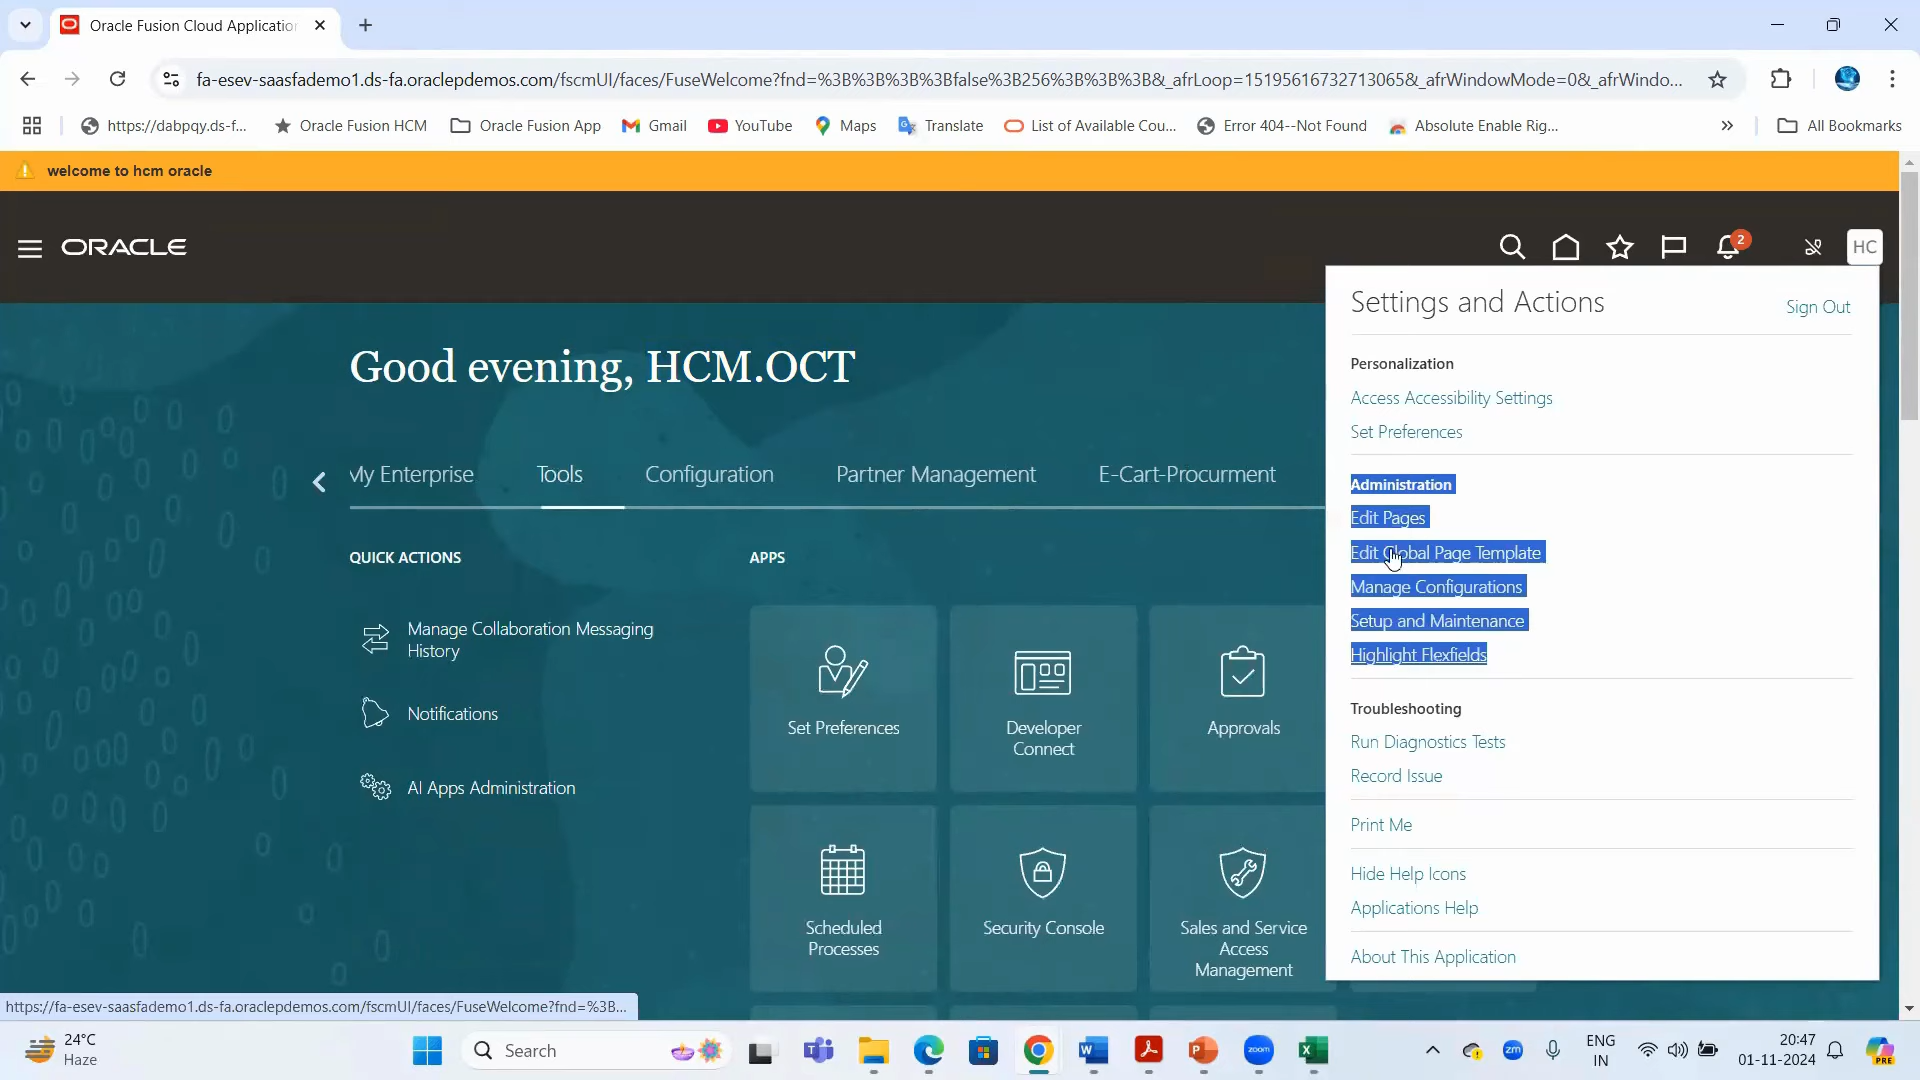 Oracle Fusion Cloud Applicatio
fa-esev-saasfademo1.ds-fa.oraclepdemos.com/fscmUI/faces/FuseWelcome?fnd=%3B%3B%3B%3Bfalse%3B256%3B%3B%3B&_afrLoop=1519561673271306​5&_afrWindowMode=0&_afrWindo...
https://dabpqy.ds-f...
Oracle Fusion HCM
Oracle Fusion App
Gmail
YouTube
Maps
Translate
List of Available Cou...
Error 404--Not Found
Absolute Enable Rig...
All Bookmarks
welcome to hcm oracle
ORACLE
2
HC
Good evening, HCM.OCT
My Enterprise
Tools
Configuration
Partner Management
E-Cart-Procurment
QUICK ACTIONS
Manage Collaboration Messaging
History
Notifications
AI Apps Administration
APPS
Set Preferences
Developer
Connect
Approvals
Scheduled
Processes
Security Console
Sales and Service
Access
Management
Settings and Actions
Sign Out
Personalization
Access Accessibility Settings
Set Preferences
Administration
Edit Pages
Edit Global Page Template
Manage Configurations
Setup and Maintenance
Highlight Flexfields
Troubleshooting
Run Diagnostics Tests
Record Issue
Print Me
Hide Help Icons
Applications Help
About This Application
https://fa-esev-saasfademo1.ds-fa.oraclepdemos.com/fscmUI/faces/FuseWelcome?fnd=%3B...
24°C
Haze
Search
zoom
zm
ENG
IN
20:47
01-11-2024
PRE